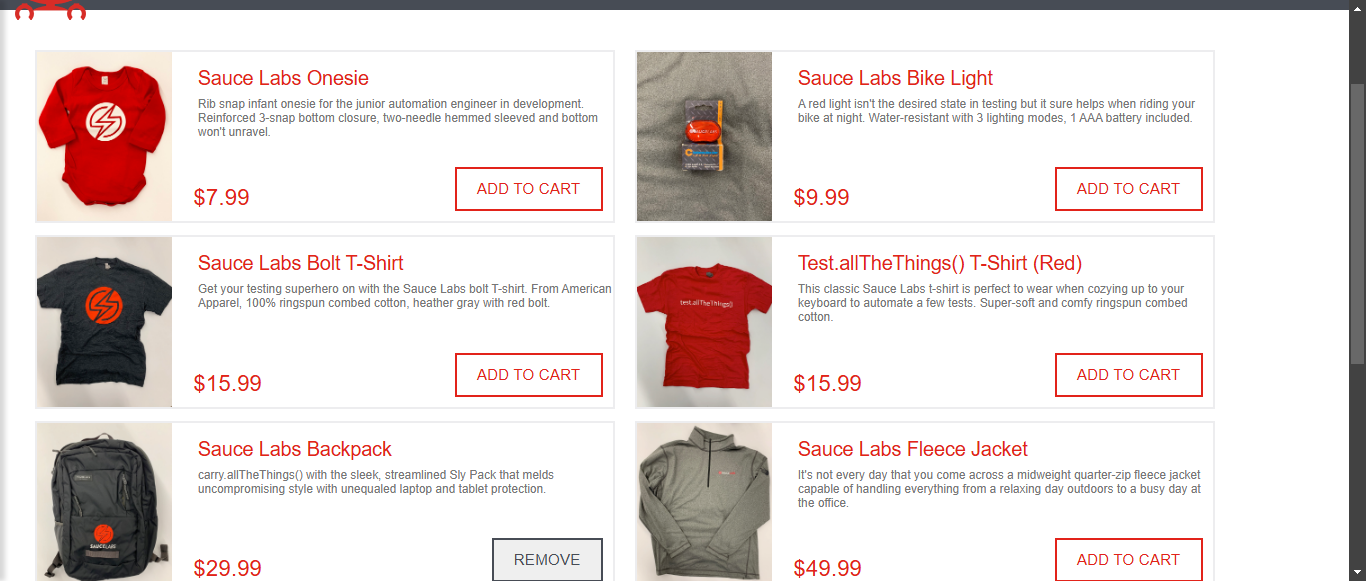 Sauce Labs Onesie
Rib snap infant onesie for the junior automation engineer in development.
Reinforced 3-snap bottom closure, two-needle hemmed sleeved and bottom
won't unravel.
$7.99
ADD TO CART
Sauce Labs Bike Light
A red light isn't the desired state in testing but it sure helps when riding your
bike at night. Water-resistant with 3 lighting modes, 1 AAA battery included.
$9.99
ADD TO CART
Sauce Labs Bolt T-Shirt
Get your testing superhero on with the Sauce Labs bolt T-shirt. From American
Apparel, 100% ringspun combed cotton, heather gray with red bolt.
$15.99
ADD TO CART
test.allTheThings()
Test.allTheThings() T-Shirt (Red)
This classic Sauce Labs t-shirt is perfect to wear when cozying up to your
keyboard to automate a few tests. Super-soft and comfy ringspun combed
cotton.
$15.99
ADD TO CART
SAUCELABS
Sauce Labs Backpack
carry.allTheThings() with the sleek, streamlined Sly Pack that melds
uncompromising style with unequaled laptop and tablet protection.
$29.99
REMOVE
Sauce Labs Fleece Jacket
It's not every day that you come across a midweight quarter-zip fleece jacket
capable of handling everything from a relaxing day outdoors to a busy day at
the office.
$49.99
ADD TO CART